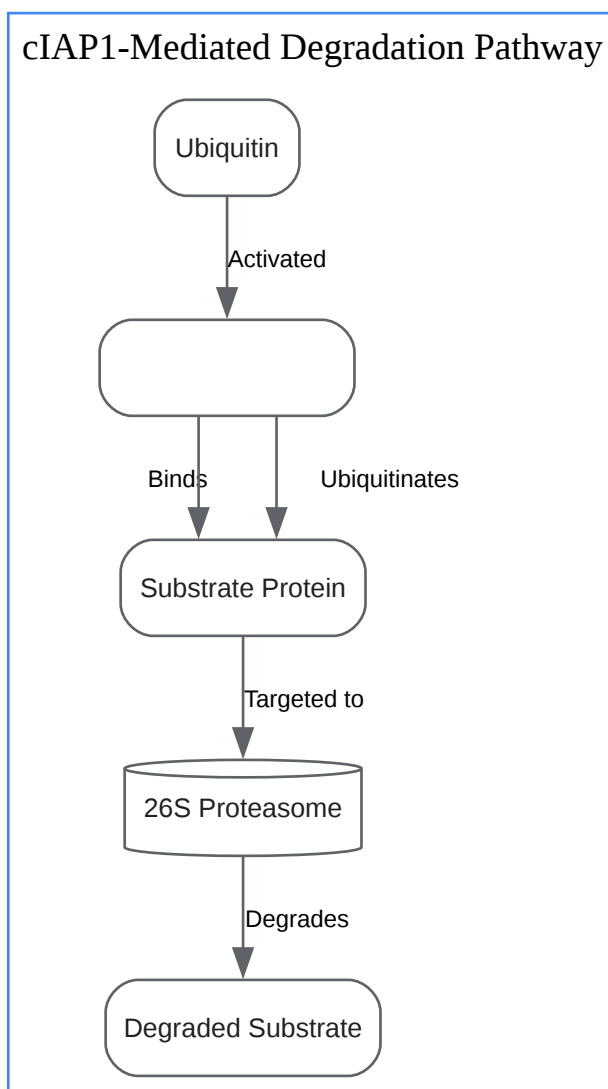 cIAP1-Mediated Degradation Pathway
Ubiquitin
Activated
Binds
Ubiquitinates
Substrate Protein
Targeted to
26S Proteasome
Degrades
Degraded Substrate